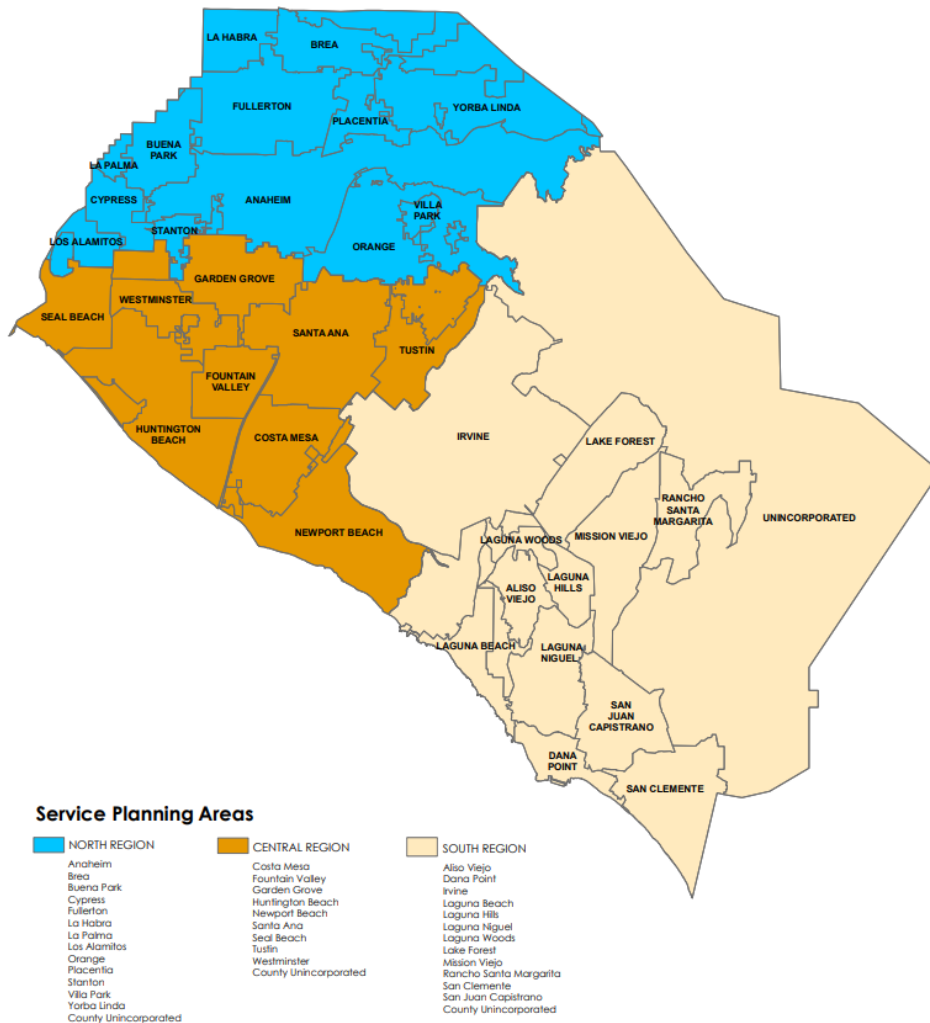 LA HABRA
BREA
FULLERTON
YORBA LINDA
PLACENTIA
BUENA
PARK
LA PALMA
CYPRESS
ANAHEIM
VILLA
PARK
STANTON
LOS ALAMITOS
ORANGE
GARDEN GROVE
WESTMINSTER
SEAL BEACH
SANTA ANA
TUSTIN
FOUNTAIN
VALLEY
HUNTINGTON
BEACH
COSTA MESA
IRVINE
LAKE FOREST
RANCHO
SANTA
MARGARITA
UNINCORPORATED
NEWPORT BEACH
LAGUNA WOODS
MISSION VIEJO
LAGUNA
HILLS
ALISO
VIEJO
LAGUNA BEACH
LAGUNA
NIGUEL
SAN
JUAN
CAPISTRANO
DANA
POINT
SAN CLEMENTE
Service Planning Areas
NORTH REGION
Anaheim
Brea
Buena Park
Cypress
Fullerton
La Habra
La Palma
Los Alamitos
Orange
Placentia
Stanton
Villa Park
Yorba Linda
County Unincorporated
CENTRAL REGION
Costa Mesa
Fountain Valley
Garden Grove
Huntington Beach
Newport Beach
Santa Ana
Seal Beach
Tustin
Westminster
County Unincorporated
SOUTH REGION
Aliso Viejo
Dana Point
Irvine
Laguna Beach
Laguna Hills
Laguna Niguel
Laguna Woods
Lake Forest
Mission Viejo
Rancho Santa Margarita
San Clemente
San Juan Capistrano
County Unincorporated